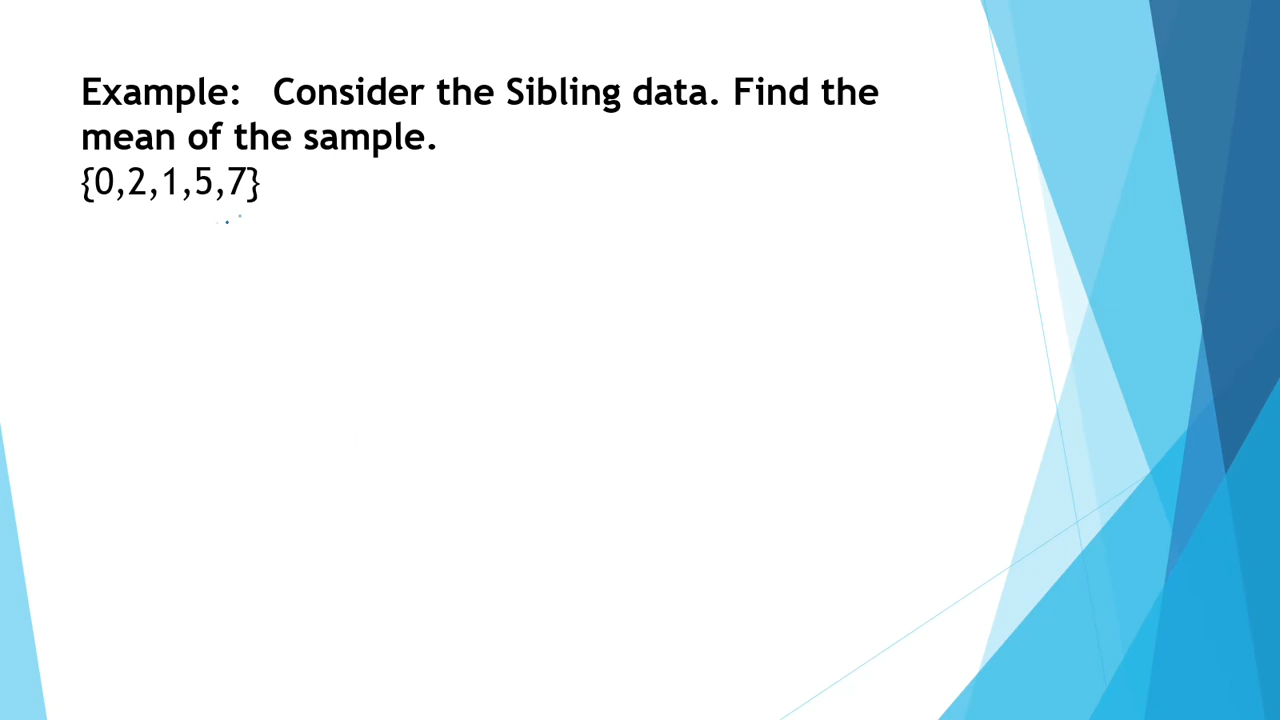 Example:   Consider the Sibling data. Find the
mean of the sample.
{0,2,1,5,7}